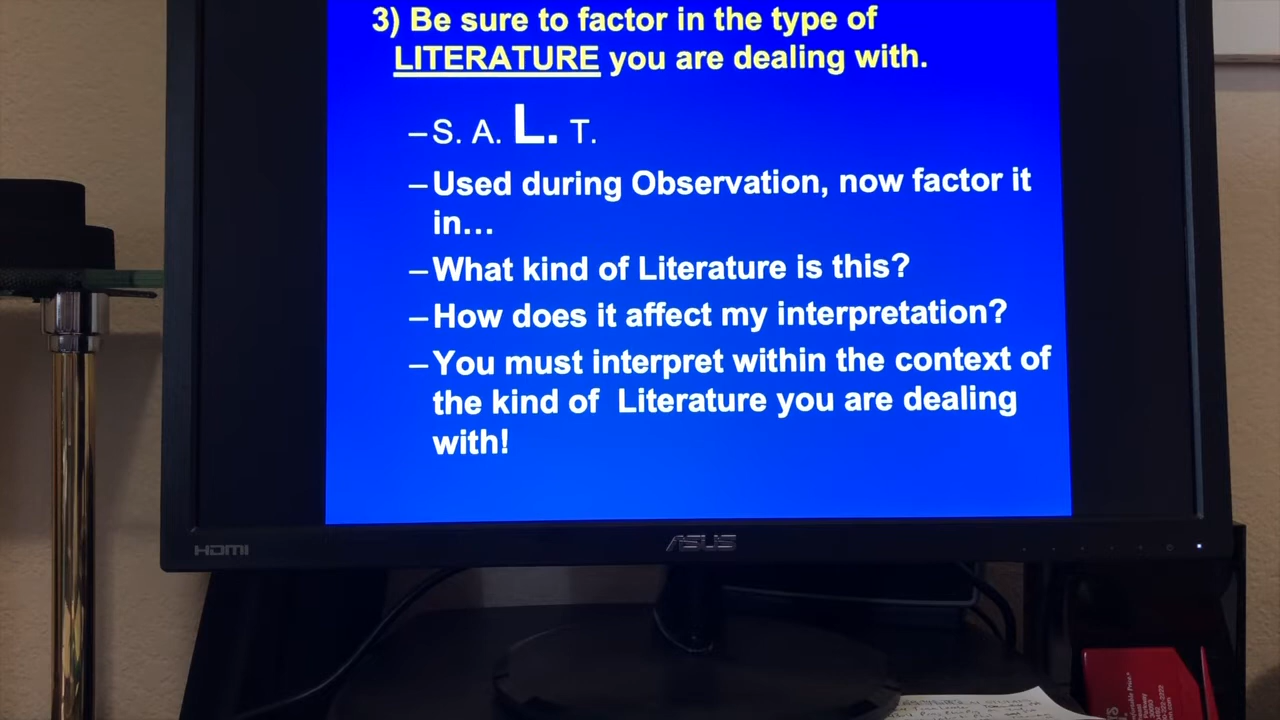 3) Be sure to factor in the type of
LITERATURE you are dealing with.
–S. A. L. T.
–Used during Observation, now factor it
in...
–What kind of Literature is this?
–How does it affect my interpretation?
–You must interpret within the context of
the kind of  Literature you are dealing
with!
HDMI
ASUS